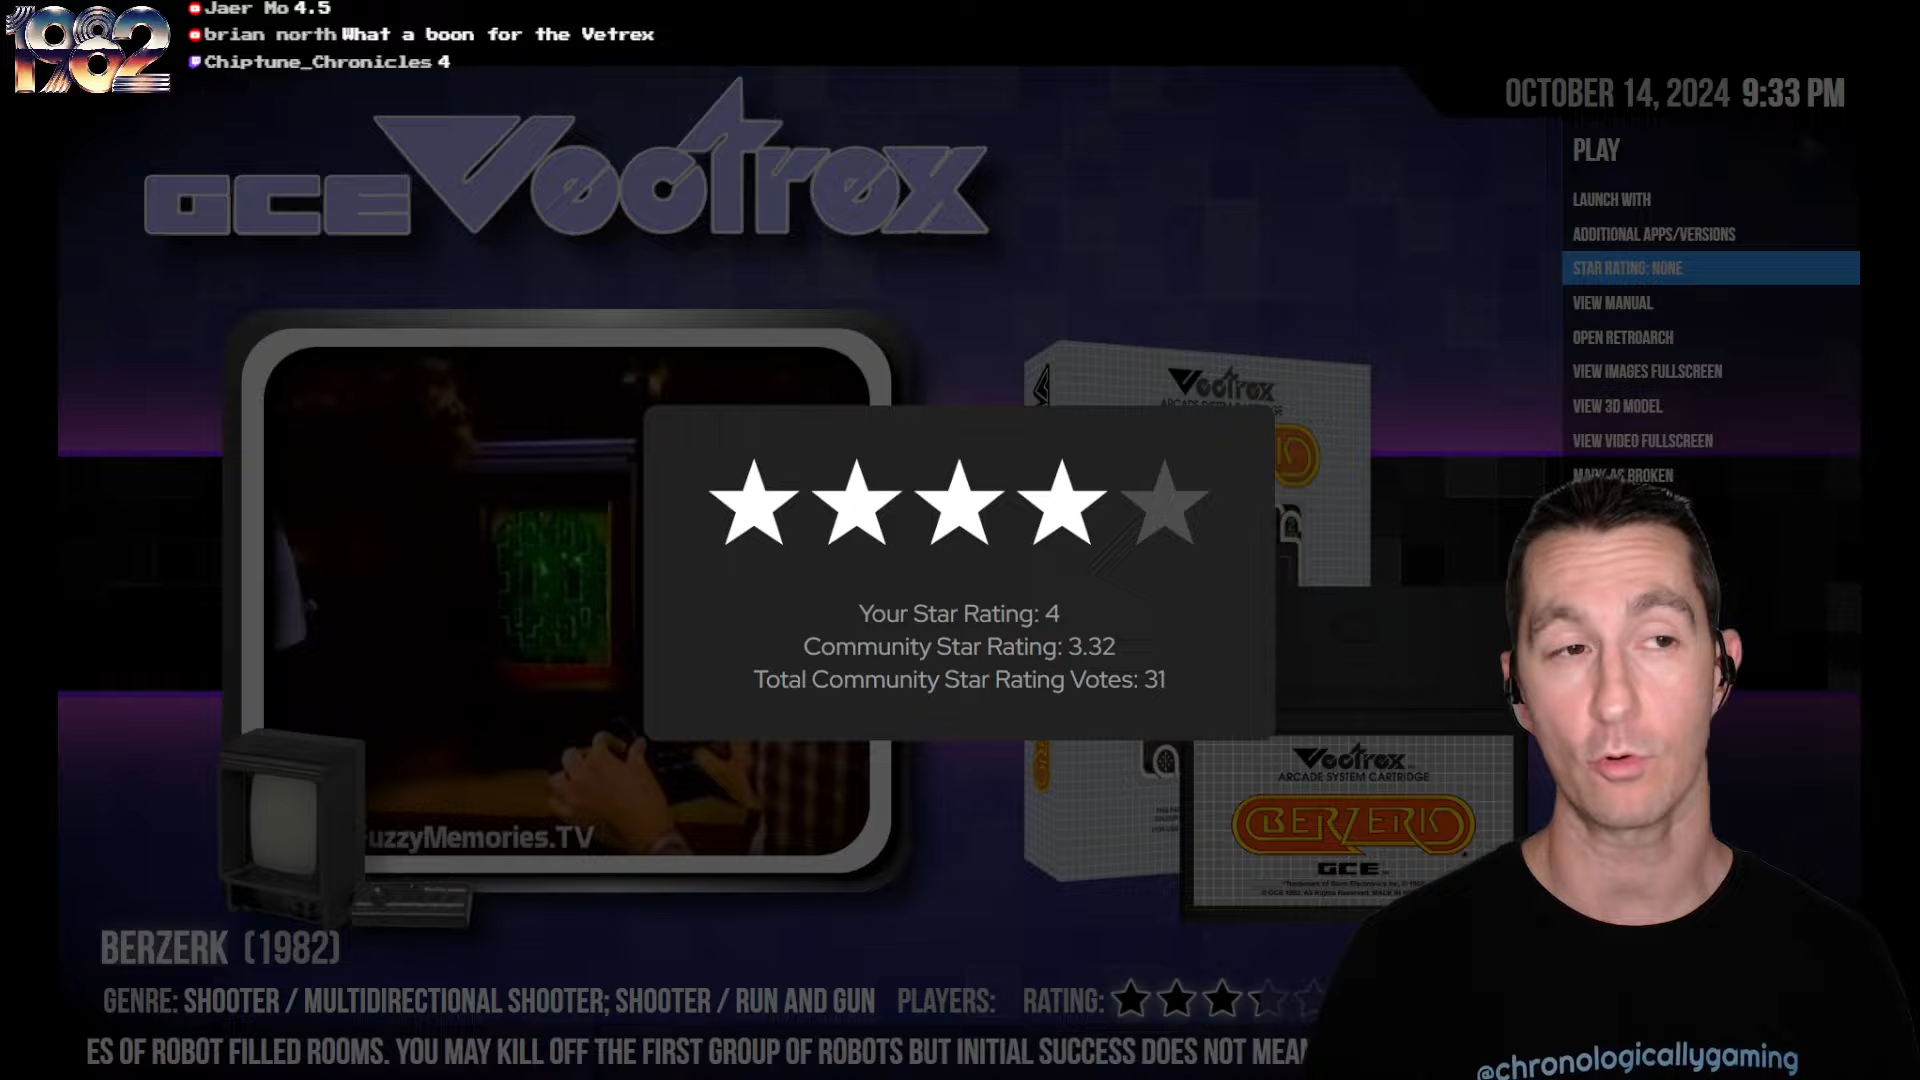 1982
Jaer Mo 4.5
brian north What a boon for the Vetrex
Chiptune_Chronicles 4
OCTOBER 14, 2024 9:33 PM
GCE Vectrex
PLAY
LAUNCH WITH
ADDITIONAL APPS/VERSIONS
STAR RATING: NONE
VIEW MANUAL
OPEN RETROARCH
VIEW IMAGES FULLSCREEN
VIEW 3D MODEL
VIEW VIDEO FULLSCREEN
MARK AS BROKEN
Vectrex
Your Star Rating: 4
Community Star Rating: 3.32
Total Community Star Rating Votes: 31
Vectrex
ARCADE SYSTEM CARTRIDGE
BERZERK
GCE
uzzyMemories.TV
BERZERK (1982)
GENRE: SHOOTER / MULTIDIRECTIONAL SHOOTER; SHOOTER / RUN AND GUN PLAYERS: RATING:
ES OF ROBOT FILLED ROOMS. YOU MAY KILL OFF THE FIRST GROUP OF ROBOTS BUT INITIAL SUCCESS DOES NOT MEAN
@chronologicallygaming